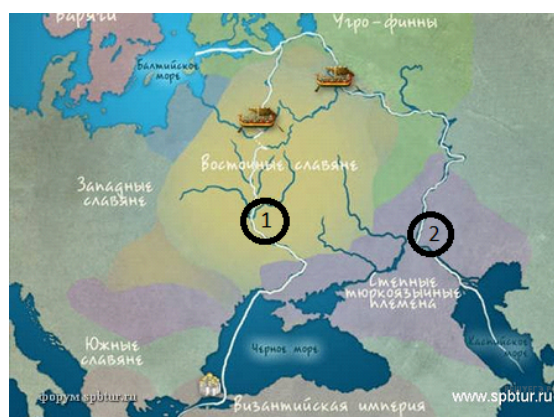 Варяги
Угро-финны
Балтийское
море
Восточные славяне
Западные
славяне
1
2
Степные
тюркоязычные
племена
Южные
славяне
Черное море
Каспийское
море
форум spbtur.ru
www.spbtur.ru
Византийская империя